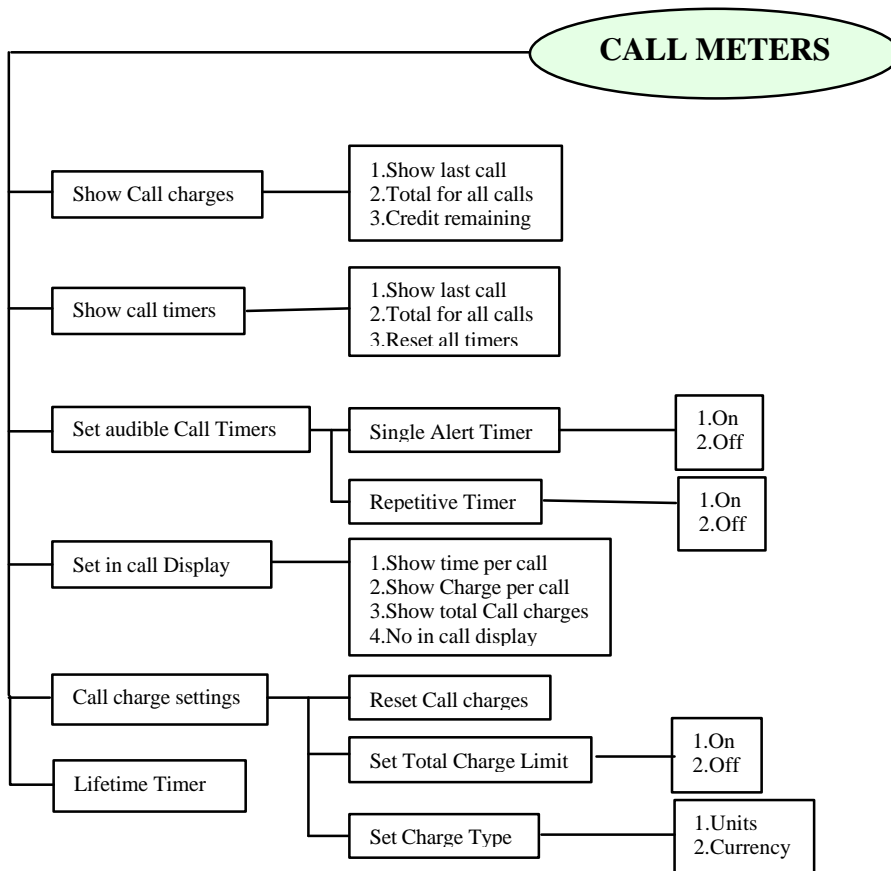 CALL METERS
Show Call charges
1.Show last call
2.Total for all calls
3.Credit remaining
Show call timers
1.Show last call
2.Total for all calls
3.Reset all timers
Set audible Call Timers
Single Alert Timer
1.On
2.Off
Repetitive Timer
1.On
2.Off
Set in call Display
1.Show time per call
2.Show Charge per call
3.Show total Call charges
4.No in call display
Call charge settings
Reset Call charges
Set Total Charge Limit
1.On
2.Off
Set Charge Type
1.Units
2.Currency
Lifetime Timer